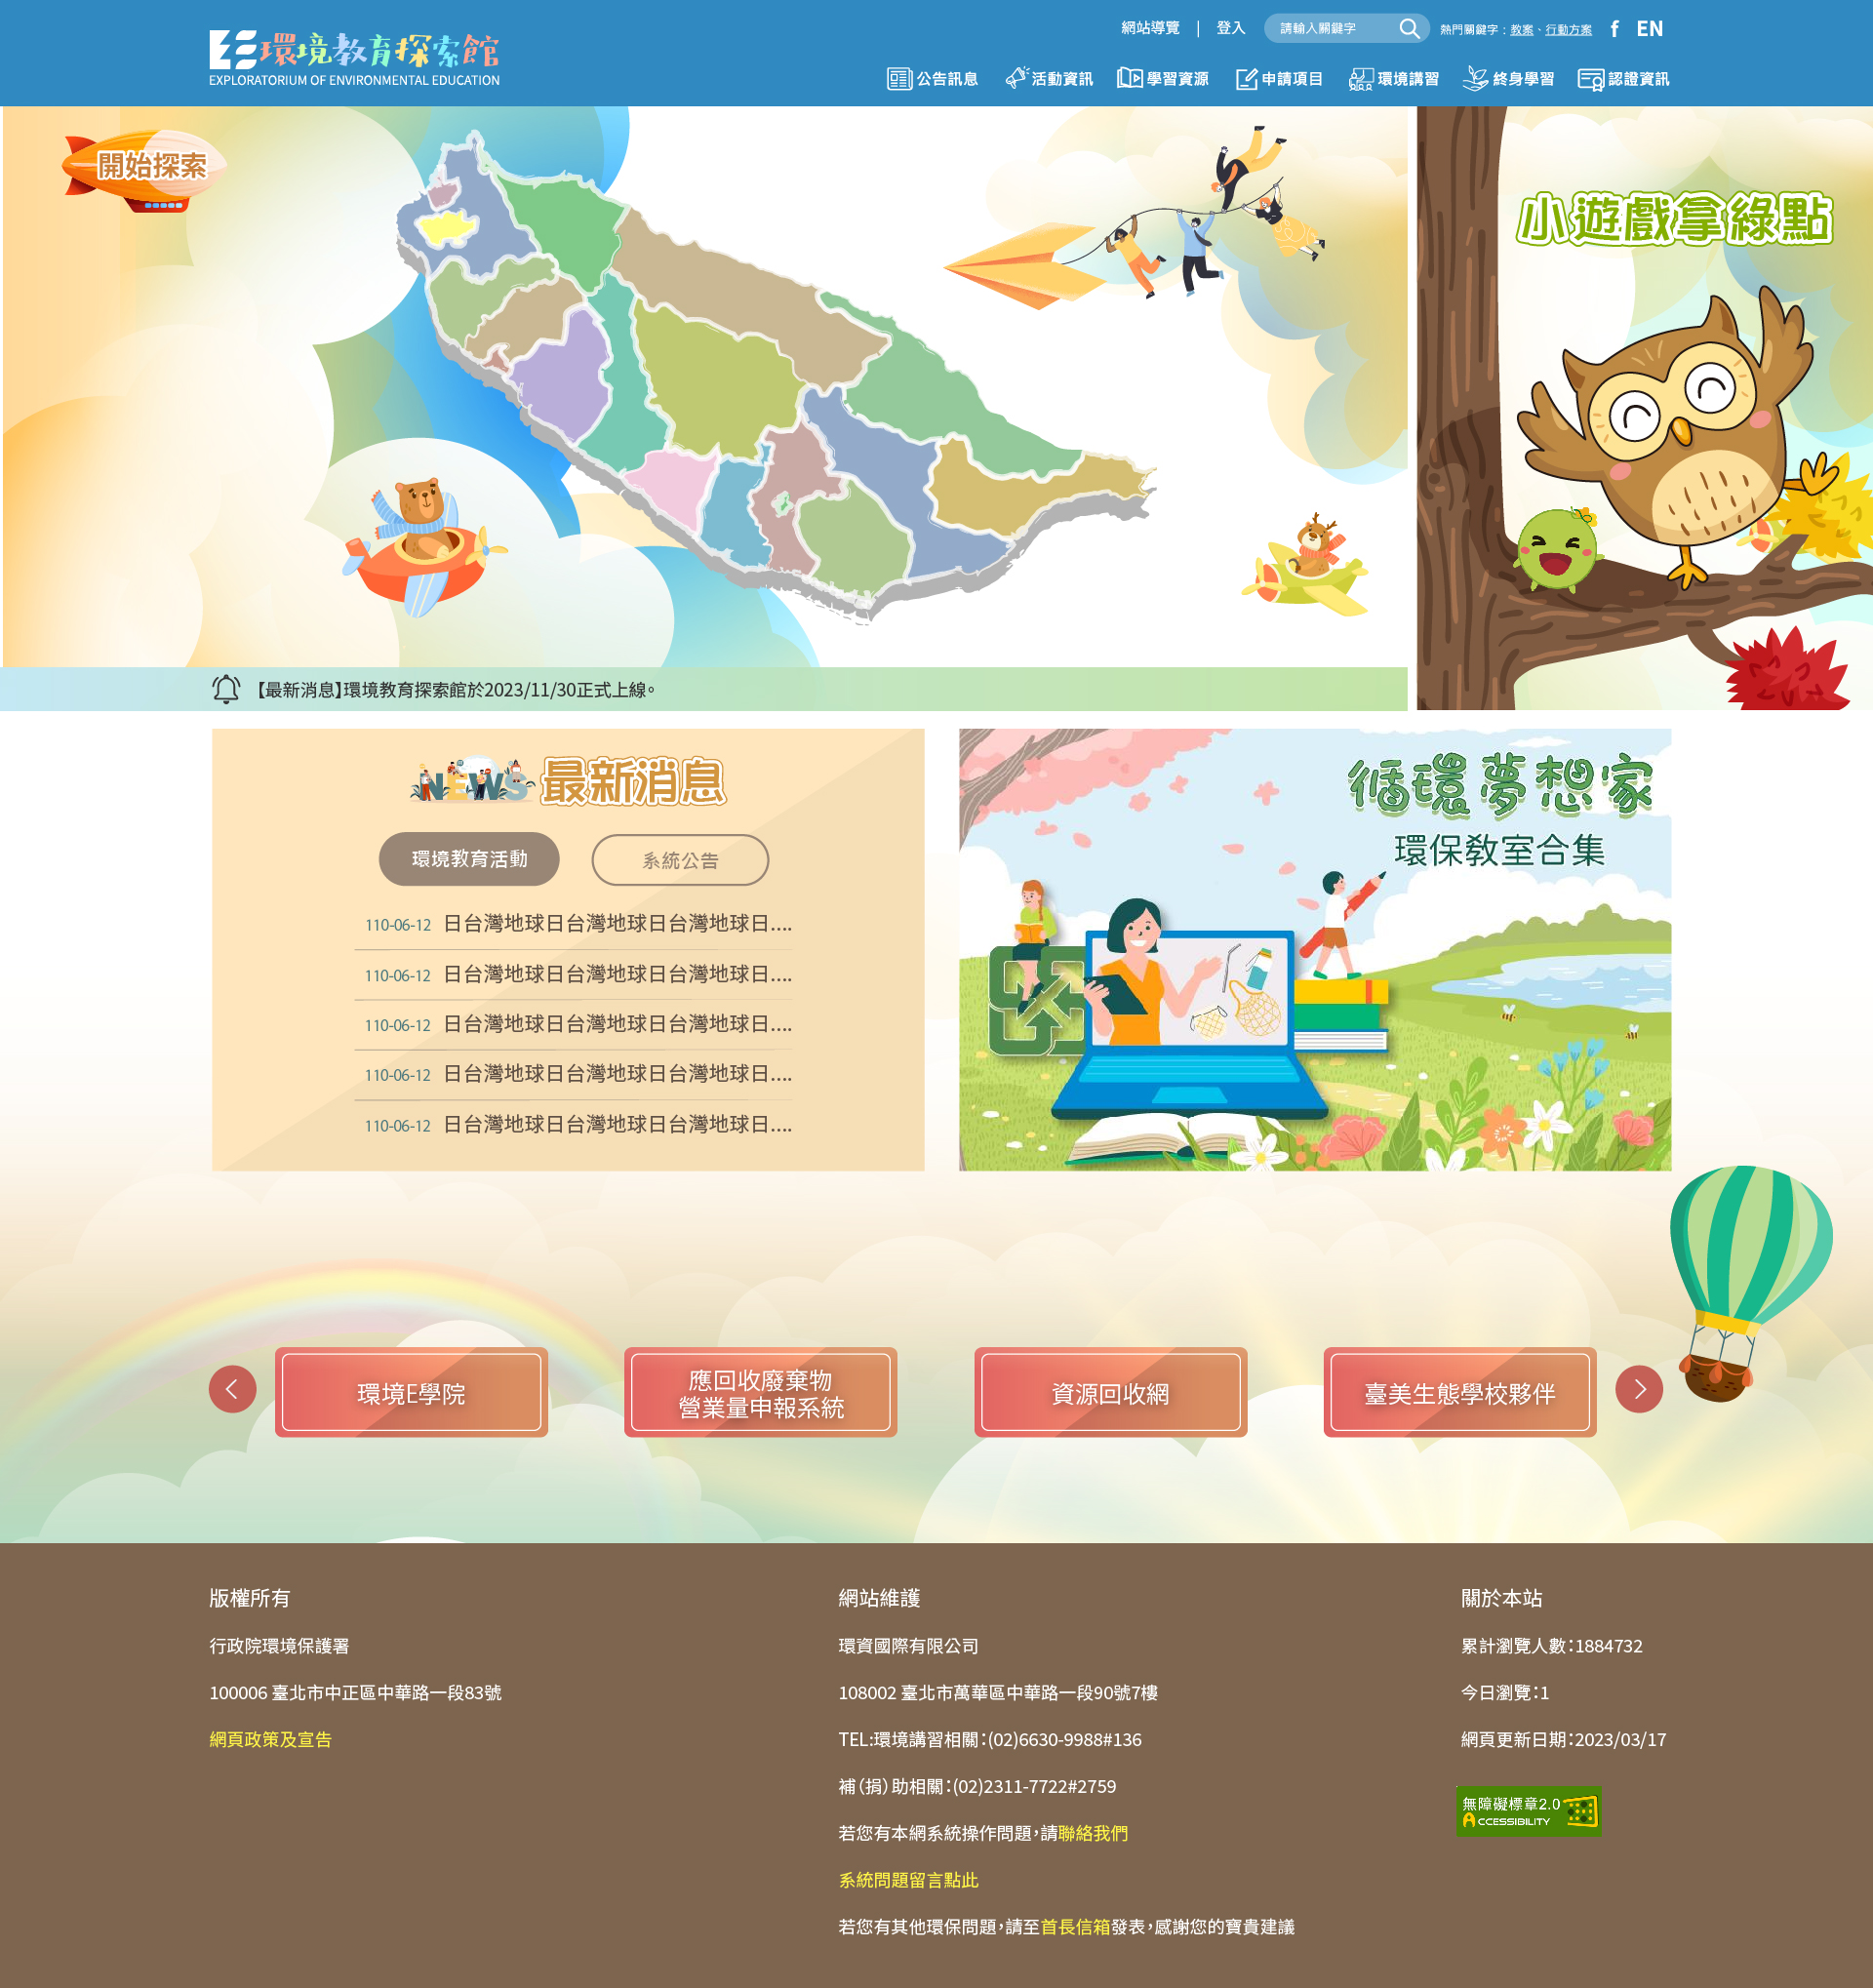 環境教育探索館
EXPLORATORIUM OF ENVIRONMENTAL EDUCATION
網站導覽 | 登入 請輸入關鍵字 熱門關鍵字：教案、行動方案 f EN
公告訊息 活動資訊 學習資源 申請項目 環境講習 終身學習 認證資訊
開始探索
小遊戲拿綠點
【最新消息】環境教育探索館於2023/11/30正式上線。
NEWS 最新消息
環境教育活動 系統公告
110-06-12 日台灣地球日台灣地球日台灣地球日....
110-06-12 日台灣地球日台灣地球日台灣地球日....
110-06-12 日台灣地球日台灣地球日台灣地球日....
110-06-12 日台灣地球日台灣地球日台灣地球日....
110-06-12 日台灣地球日台灣地球日台灣地球日....
循環夢想家
環保教室合集
環境E學院
應回收廢棄物
營業量申報系統
資源回收網
臺美生態學校夥伴
版權所有
行政院環境保護署
100006 臺北市中正區中華路一段83號
網頁政策及宣告
網站維護
環資國際有限公司
108002 臺北市萬華區中華路一段90號7樓
TEL:環境講習相關：(02)6630-9988#136
補（捐）助相關：(02)2311-7722#2759
若您有本網系統操作問題，請聯絡我們
系統問題留言點此
若您有其他環保問題，請至首長信箱發表，感謝您的寶貴建議
關於本站
累計瀏覽人數：1884732
今日瀏覽：1
網頁更新日期：2023/03/17
無障礙標章2.0
ACCESSIBILITY